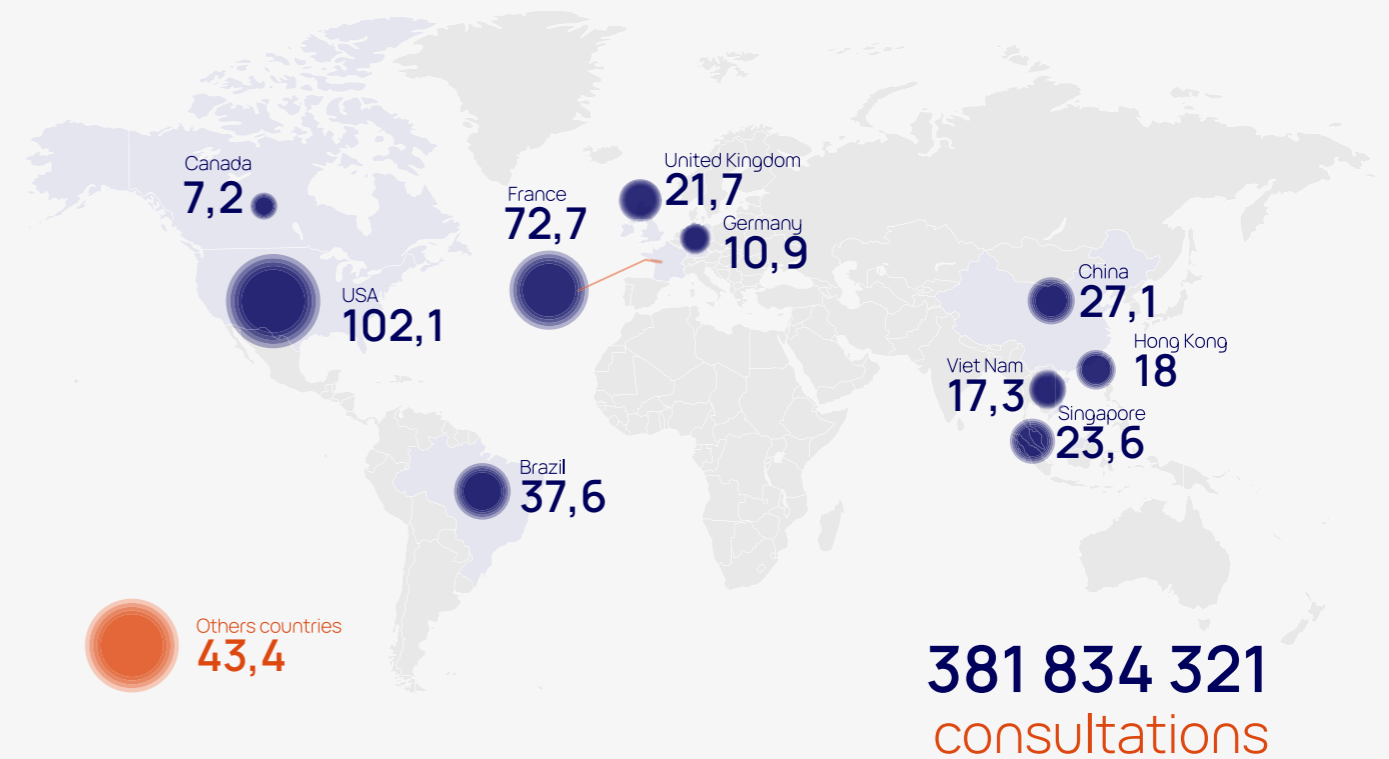 Canada
7,2
USA
102,1
France
72,7
United Kingdom
21,7
Germany
10,9
China
27,1
Hong Kong
18
Viet Nam
17,3
Singapore
23,6
Brazil
37,6
Others countries
43,4
381 834 321
consultations